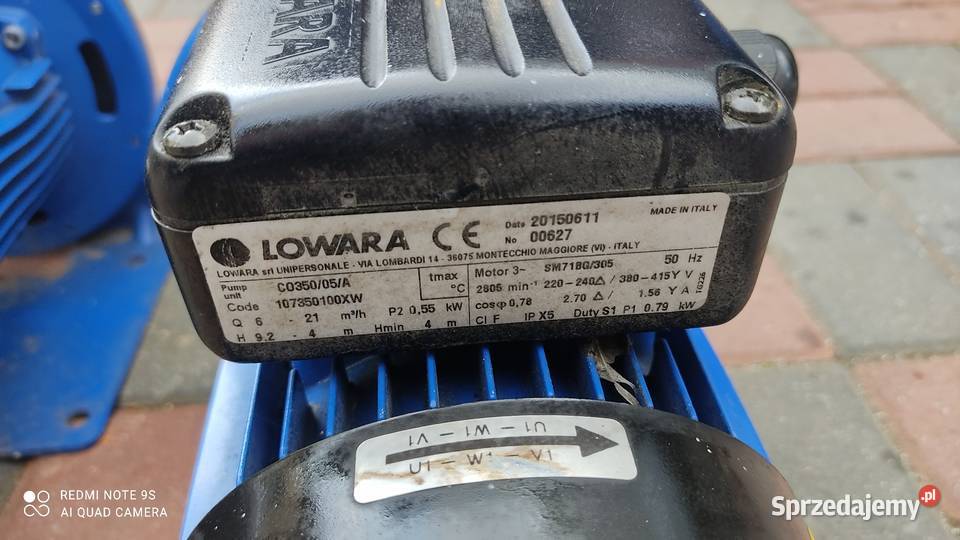 LOWARA
LOWARA CE Date 20150611 MADE IN ITALY
No 00627
LOWARA srl UNIPERSONALE - VIA LOMBARDI 14 - 36075 MONTECCHIO MAGGIORE (VI) - ITALY
Pump unit CO350/05/A tmax °C Motor 3~ SM71BG/305 50 Hz
Code 107350100XW 2805 min⁻¹ 220-240△ / 380-415Y V
Q 6 - 21 m³/h P2 0,55 kW cosφ 0,78 2.70 △ / 1.56 Y A
H 9.2 - 4 m Hmin 4 m Cl F IP X5 Duty S1 P1 0.79 kW
U1 - W1 - V1
U1 - W1 - V1
REDMI NOTE 9S
AI QUAD CAMERA
Sprzedajemy.pl